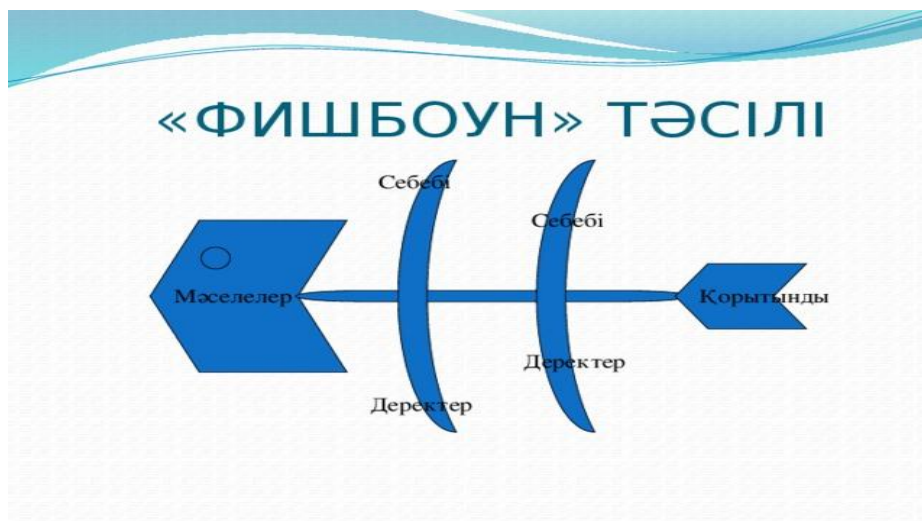 «ФИШБОУН» ТӘСІЛІ
Себебі
Себебі
Мәселелер
Қорытынды
Деректер
Деректер